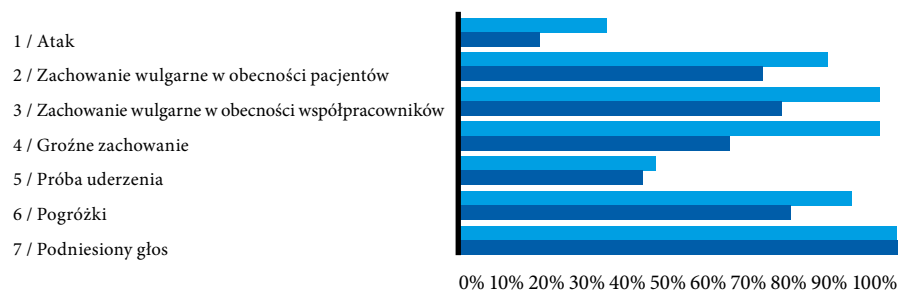 1 / Atak
2 / Zachowanie wulgarne w obecności pacjentów
3 / Zachowanie wulgarne w obecności współpracowników
4 / Groźne zachowanie
5 / Próba uderzenia
6 / Pogróżki
7 / Podniesiony głos
0% 10% 20% 30% 40% 50% 60% 70% 80% 90% 100%